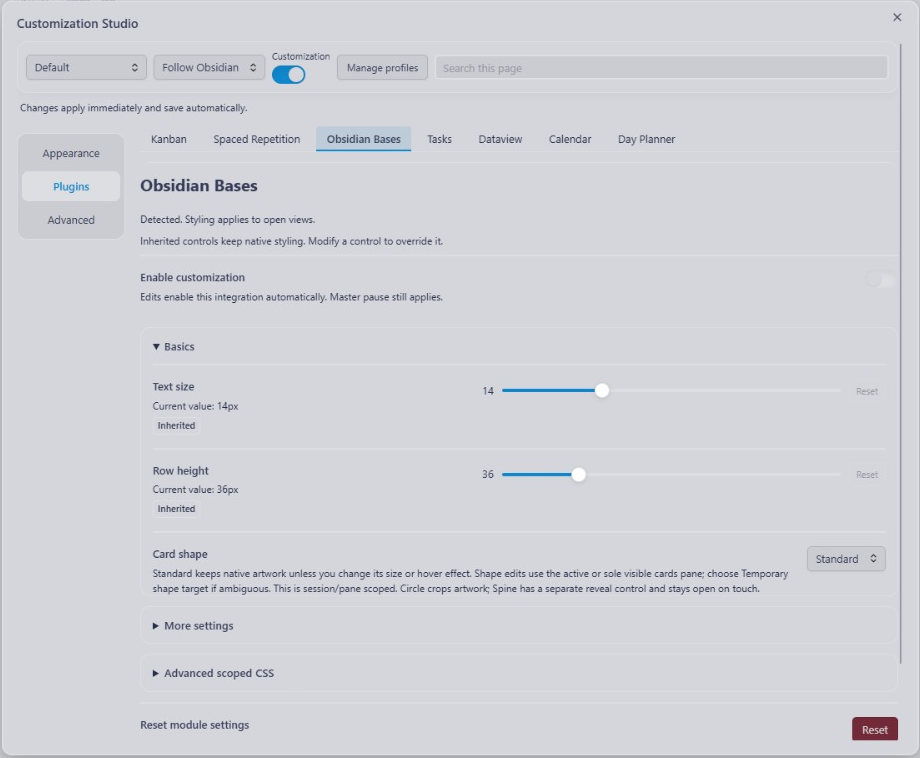 Customization Studio
Default
Follow Obsidian
Customization
Manage profiles
Search this page
Changes apply immediately and save automatically.
Appearance
Plugins
Advanced
Kanban
Spaced Repetition
Obsidian Bases
Tasks
Dataview
Calendar
Day Planner
Obsidian Bases
Detected. Styling applies to open views.
Inherited controls keep native styling. Modify a control to override it.
Enable customization
Edits enable this integration automatically. Master pause still applies.
Basics
Text size
Current value: 14px
Inherited
14
Reset
Row height
Current value: 36px
Inherited
36
Reset
Card shape
Standard keeps native artwork unless you change its size or hover effect. Shape edits use the active or sole visible cards pane; choose Temporary
shape target if ambiguous. This is session/pane scoped. Circle crops artwork; Spine has a separate reveal control and stays open on touch.
Standard
More settings
Advanced scoped CSS
Reset module settings
Reset